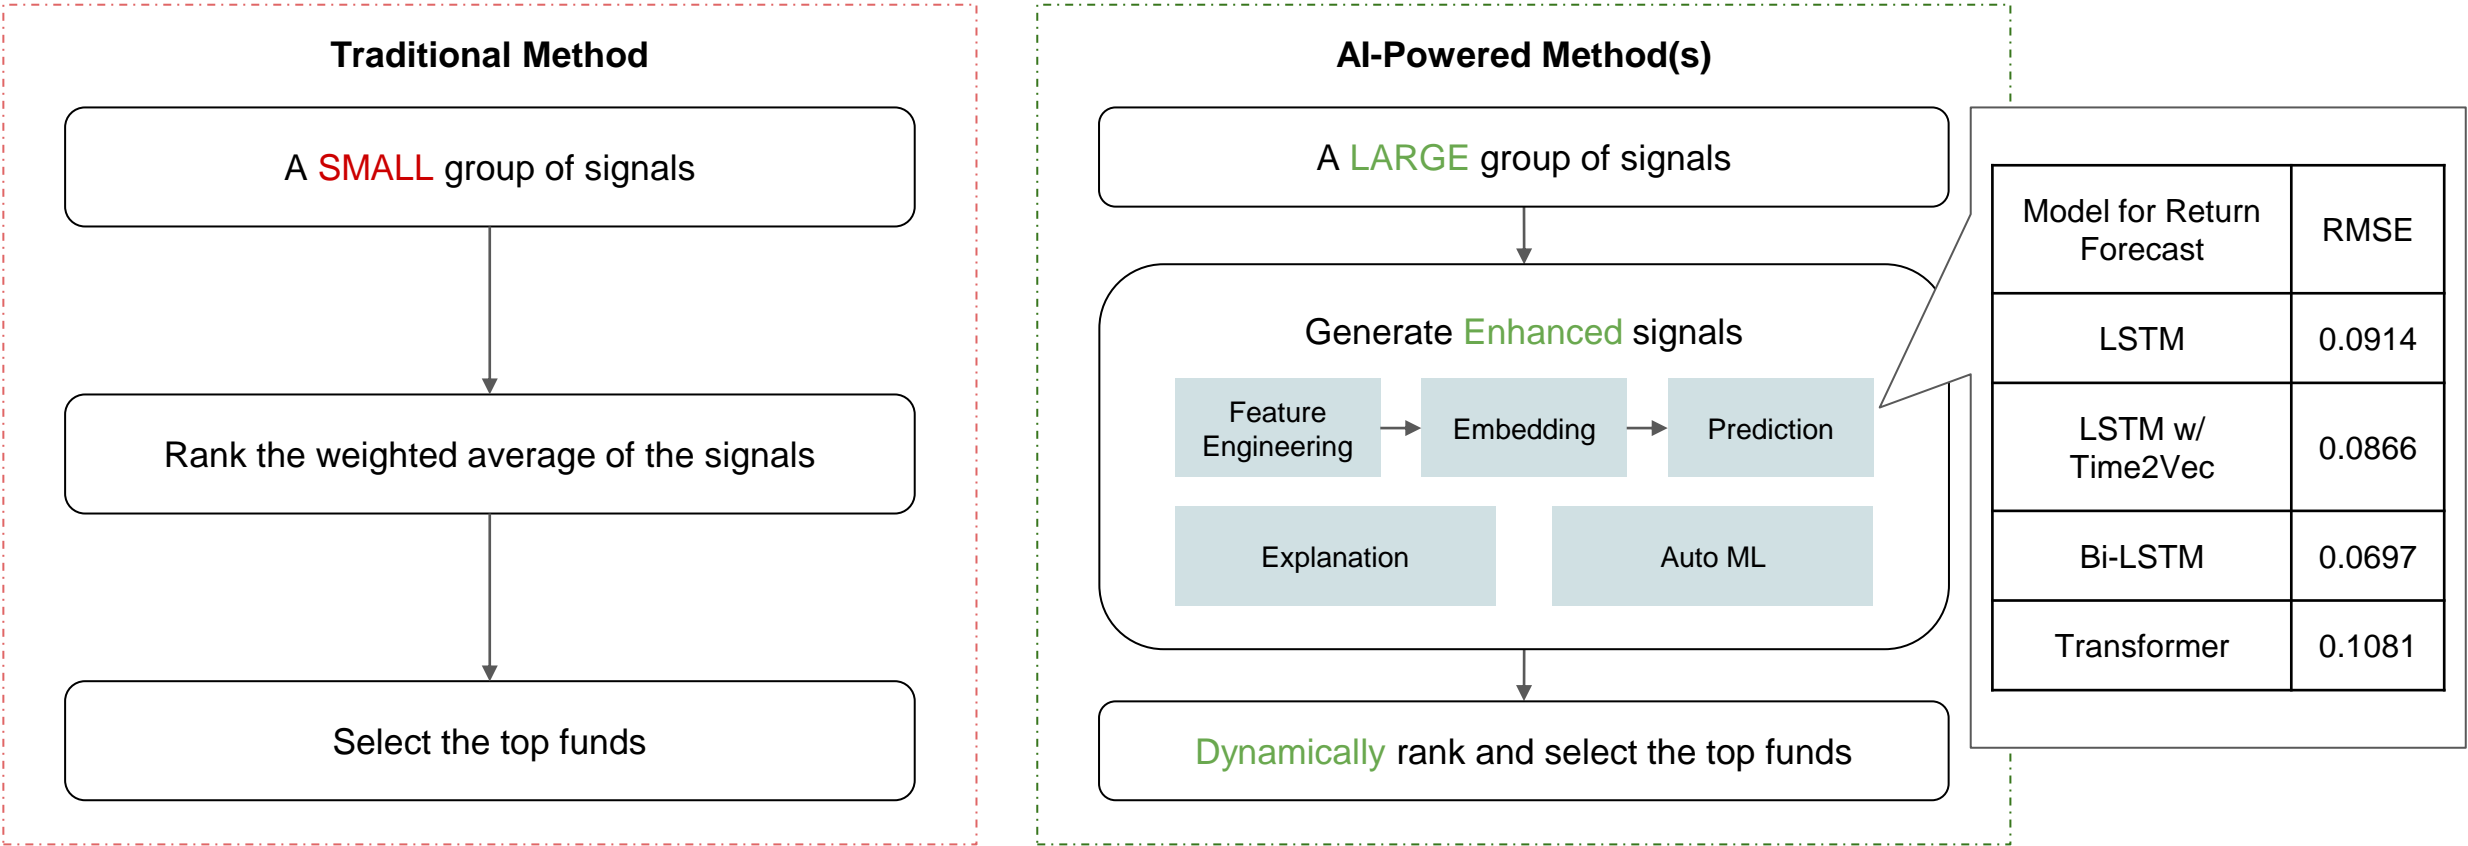 Traditional Method
A SMALL group of signals
Rank the weighted average of the signals
Select the top funds
AI-Powered Method(s)
A LARGE group of signals
Generate Enhanced signals
Feature
Engineering
Embedding
Prediction
Explanation
Auto ML
Dynamically rank and select the top funds
Model for Return
Forecast
RMSE
LSTM
0.0914
LSTM w/
Time2Vec
0.0866
Bi-LSTM
0.0697
Transformer
0.1081